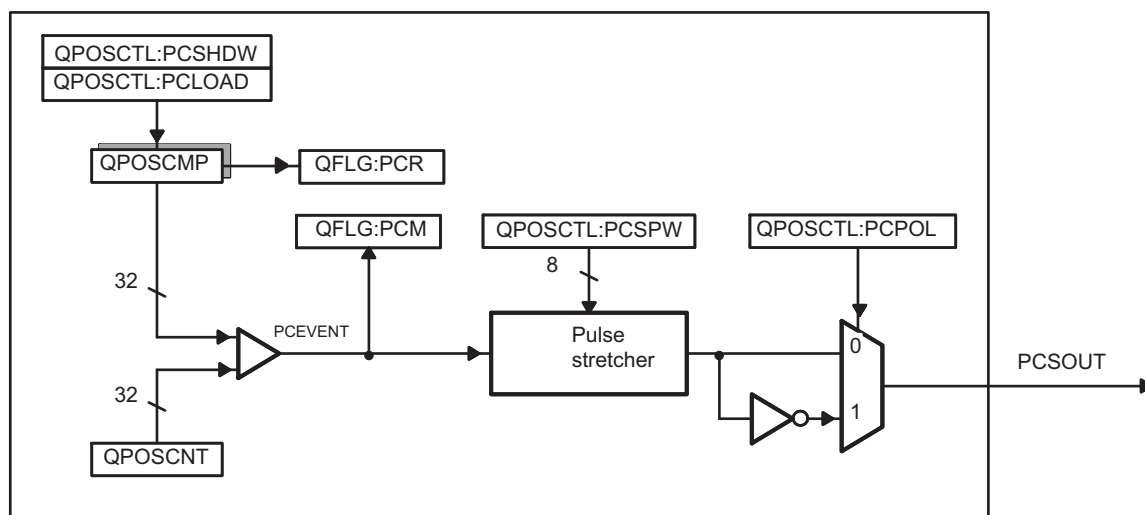 QPOSCTL:PCSHDW
QPOSCTL:PCLOAD
QPOSCMP
QFLG:PCR
QFLG:PCM
QPOSCTL:PCSPW
QPOSCTL:PCPOL
8
32
PCEVENT
Pulse
stretcher
0
PCSOUT
32
1
QPOSCNT